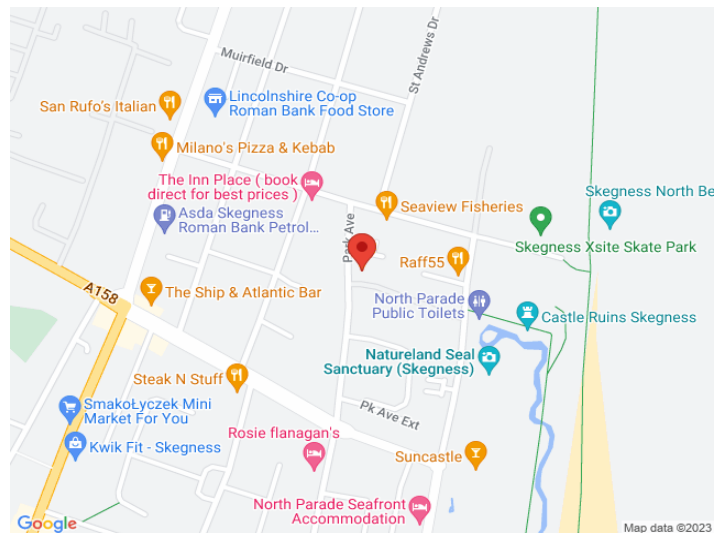 Muirfield Dr
St Andrews Dr
San Rufo's Italian
Lincolnshire Co-op
Roman Bank Food Store
Milano's Pizza & Kebab
The Inn Place ( book
direct for best prices )
Skegness North Be
Seaview Fisheries
Asda Skegness
Roman Bank Petrol...
Park Ave
Skegness Xsite Skate Park
Raff55
A158
The Ship & Atlantic Bar
North Parade
Public Toilets
Castle Ruins Skegness
Natureland Seal
Sanctuary (Skegness)
Steak N Stuff
SmakoŁyczek Mini
Market For You
Pk Ave Ext
Rosie flanagan's
Kwik Fit - Skegness
Suncastle
North Parade Seafront
Accommodation
Google
Map data ©2023